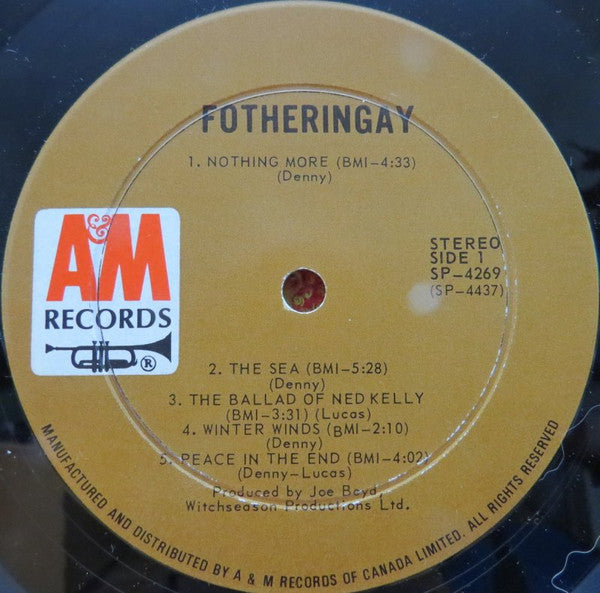 FOTHERINGAY
1. NOTHING MORE (BMI-4:33)
(Denny)
A&M
RECORDS
®
STEREO
SIDE 1
SP-4269
(SP-4437)
2. THE SEA (BMI-5:28)
(Denny)
3. THE BALLAD OF NED KELLY
(BMI-3:31) (Lucas)
4. WINTER WINDS (BMI-2:10)
(Denny)
5. PEACE IN THE END (BMI-4:02)
(Denny-Lucas)
Produced by Joe Boyd,
Witchseason Productions Ltd.
MANUFACTURED AND DISTRIBUTED BY A & M RECORDS OF CANADA LIMITED. ALL RIGHTS RESERVED